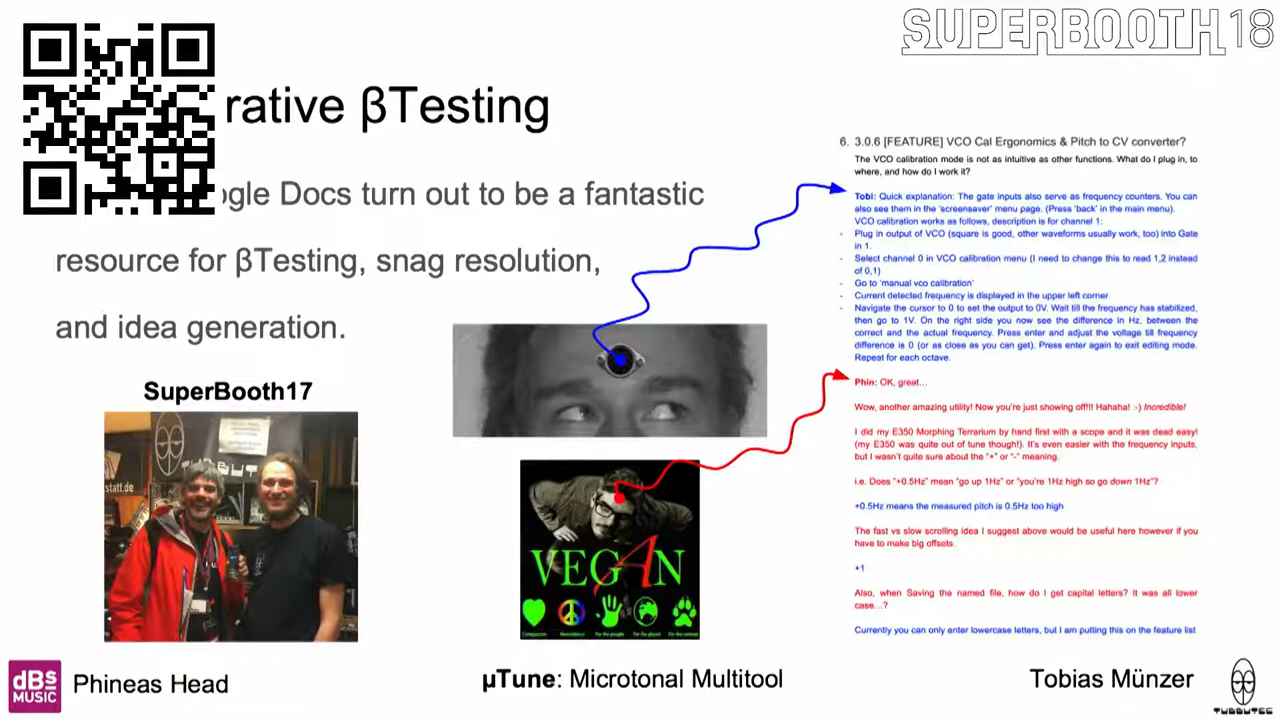 SUPERBOOTH18
rative βTesting
ogle Docs turn out to be a fantastic
resource for βTesting, snag resolution,
and idea generation.
SuperBooth17
statt.de
VEGAN
Compassion Nonviolence For the people For the planet For the animals
6. 3.0.6 [FEATURE] VCO Cal Ergonomics & Pitch to CV converter?
The VCO calibration mode is not as intuitive as other functions. What do I plug in, to
where, and how do I work it?
Tobi: Quick explanation: The gate inputs also serve as frequency counters. You can
also see them in the 'screensaver' menu page. (Press 'back' in the main menu).
VCO calibration works as follows, description is for channel 1:
- Plug in output of VCO (square is good, other waveforms usually work, too) into Gate
in 1.
- Select channel 0 in VCO calibration menu (I need to change this to read 1,2 instead
of 0,1)
- Go to 'manual vco calibration'
- Current detected frequency is displayed in the upper left corner
- Navigate the cursor to 0 to set the output to 0V. Wait till the frequency has stabilized,
then go to 1V. On the right side you now see the difference in Hz. between the
correct and the actual frequency. Press enter and adjust the voltage till frequency
difference is 0 (or as close as you can get). Press enter again to exit editing mode.
Repeat for each octave.
Phin: OK, great...
Wow, another amazing utility! Now you're just showing off!!! Hahaha! :-) Incredible!
I did my E350 Morphing Terrarium by hand first with a scope and it was dead easy!
(my E350 was quite out of tune though!). It's even easier with the frequency inputs,
but I wasn't quite sure about the "+" or "-" meaning.
i.e. Does "+0.5Hz" mean "go up 1Hz" or "you're 1Hz high so go down 1Hz"?
+0.5Hz means the measured pitch is 0.5Hz too high
The fast vs slow scrolling idea I suggest above would be useful here however if you
have to make big offsets.
+1
Also, when Saving the named file, how do I get capital letters? It was all lower
case...?
Currently you can only enter lowercase letters, but I am putting this on the feature list
dBs
MUSIC
Phineas Head
µTune: Microtonal Multitool
Tobias Münzer
TUBBUTEC